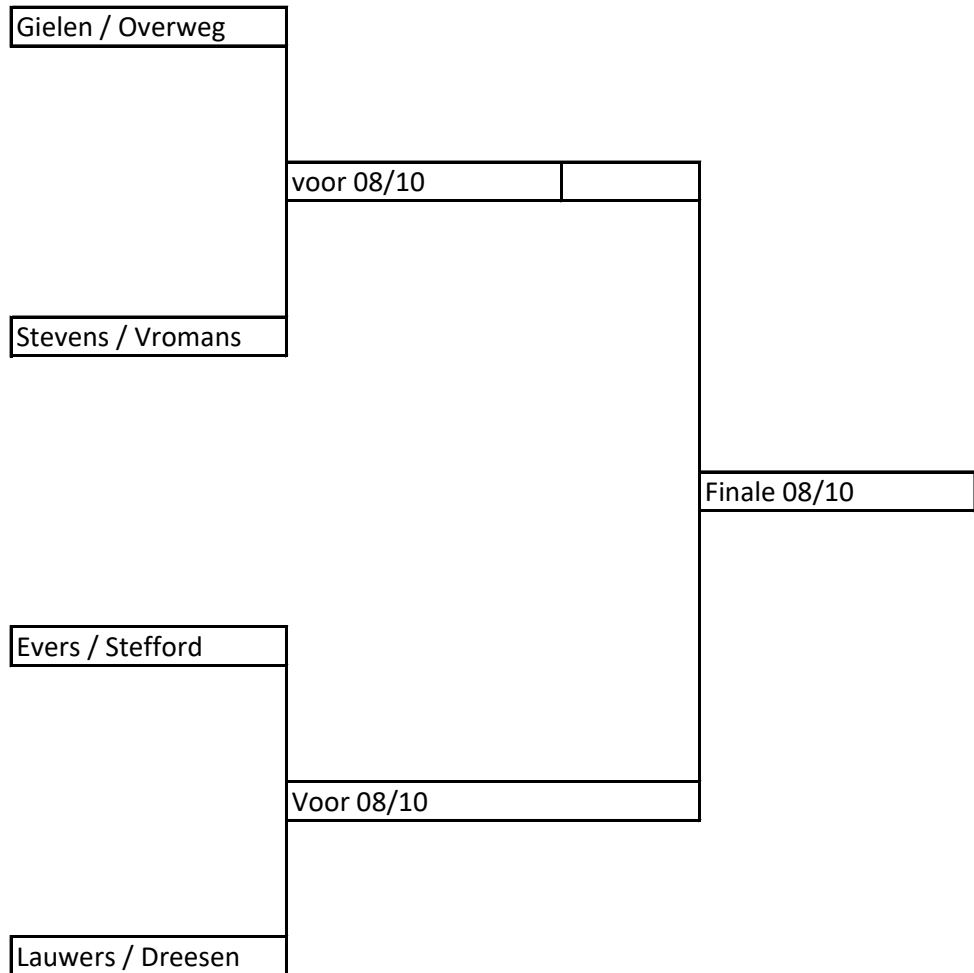 Gielen / Overweg
voor 08/10
Stevens / Vromans
Finale 08/10
Evers / Stefford
Voor 08/10
Lauwers / Dreesen